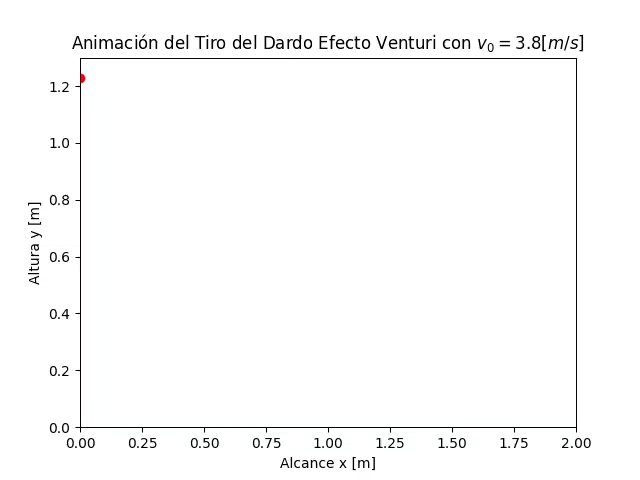 Animación del Tiro del Dardo Efecto Venturi con v₀ = 3.8[m/s]
1.2
1.0
0.8
0.6
0.4
0.2
0.0
Altura y [m]
0.00 0.25 0.50 0.75 1.00 1.25 1.50 1.75 2.00
Alcance x [m]